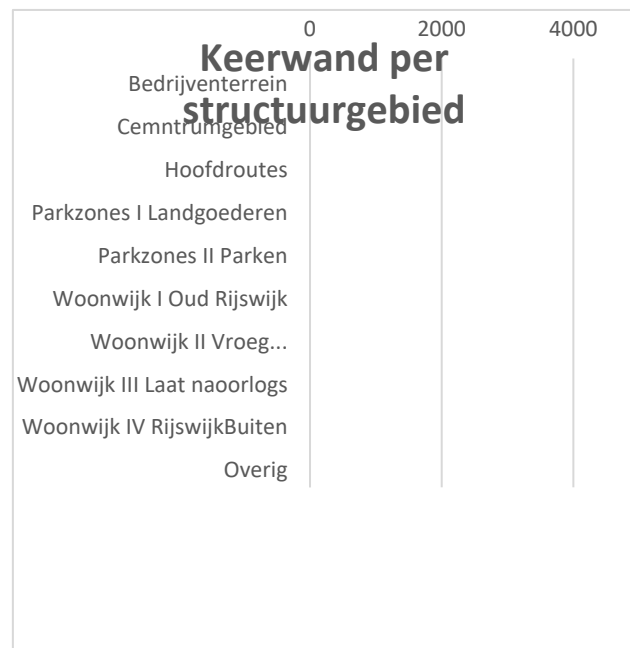 0 2000 4000
Keerwand per
structuurgebied
Bedrijventerrein
Cemntrumgebied
Hoofdroutes
Parkzones I Landgoederen
Parkzones II Parken
Woonwijk I Oud Rijswijk
Woonwijk II Vroeg...
Woonwijk III Laat naoorlogs
Woonwijk IV RijswijkBuiten
Overig